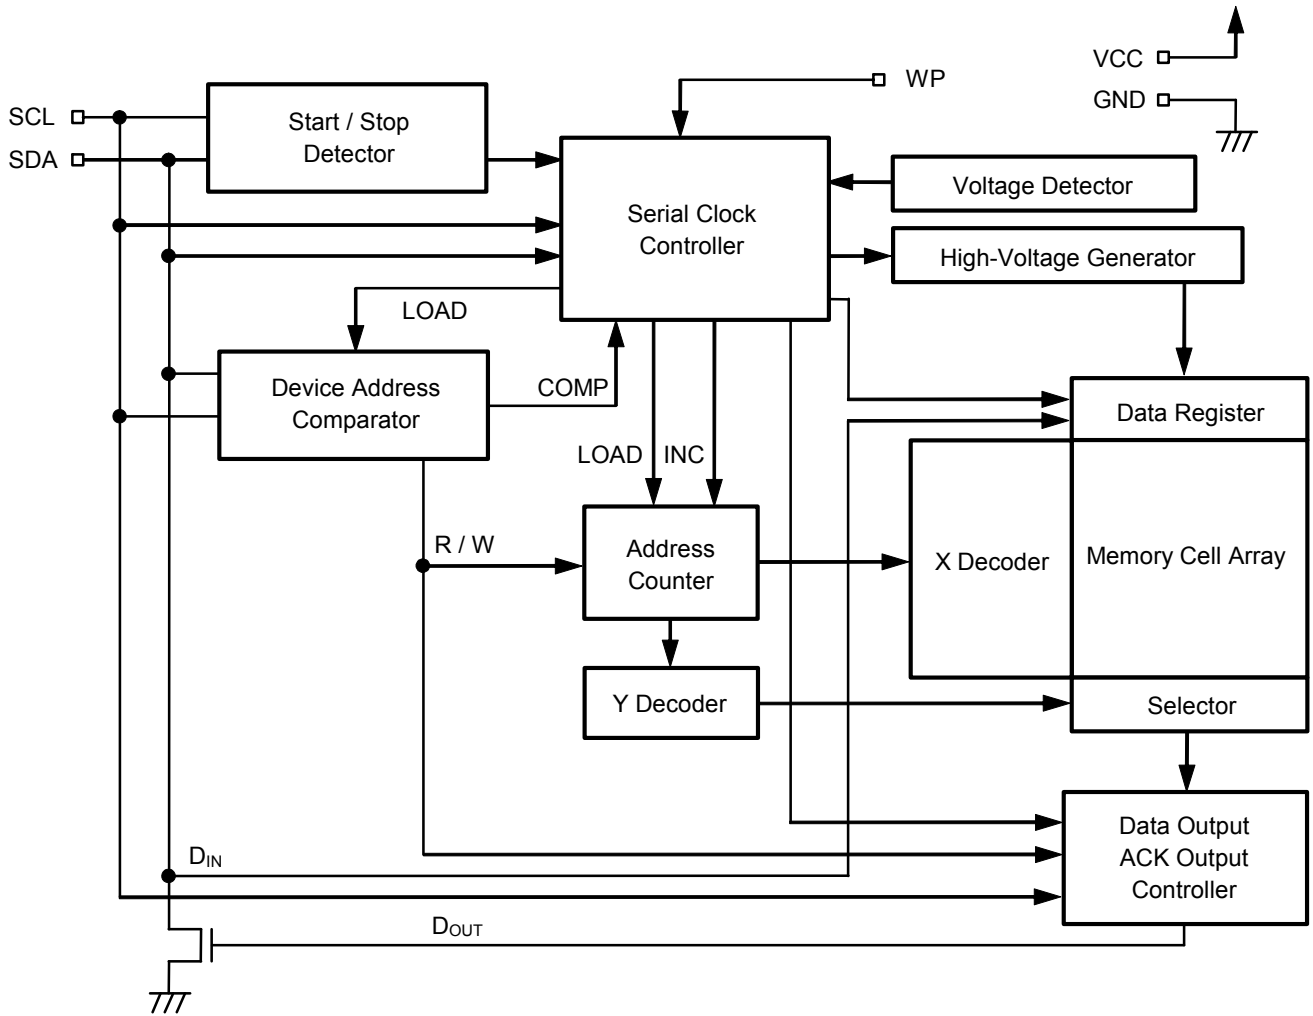 VCC
WP
GND
SCL
SDA
Start / Stop
Detector
Voltage Detector
Serial Clock
Controller
High-Voltage Generator
LOAD
Device Address
Comparator
COMP
Data Register
LOAD
INC
R / W
Address
Counter
X Decoder
Memory Cell Array
Y Decoder
Selector
Data Output
ACK Output
Controller
DIN
DOUT